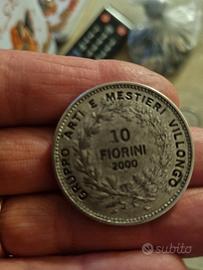 GRUPPO ARTI E MESTIERI VILLONGO
10
FIORINI
2000
subito